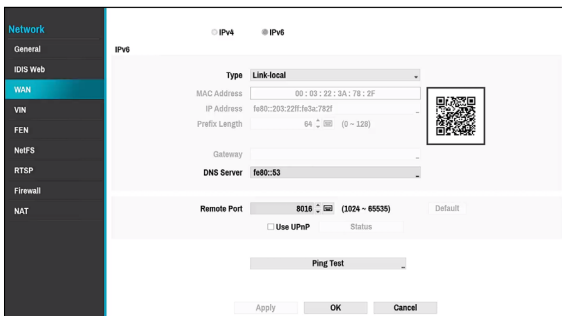 Network
IPv4 IPv6
General
IPv6
IDIS Web
WAN
VIN
FEN
NetFS
RTSP
Firewall
NAT
Type Link-local
MAC Address 00 : 03 : 22 : 3A : 78 : 2F
IP Address fe80::203:22ff:fe3a:782f
Prefix Length 64 (0 ~ 128)
Gateway
DNS Server fe80::53
Remote Port 8016 (1024 ~ 65535) Default
Use UPnP Status
Ping Test
Apply OK Cancel